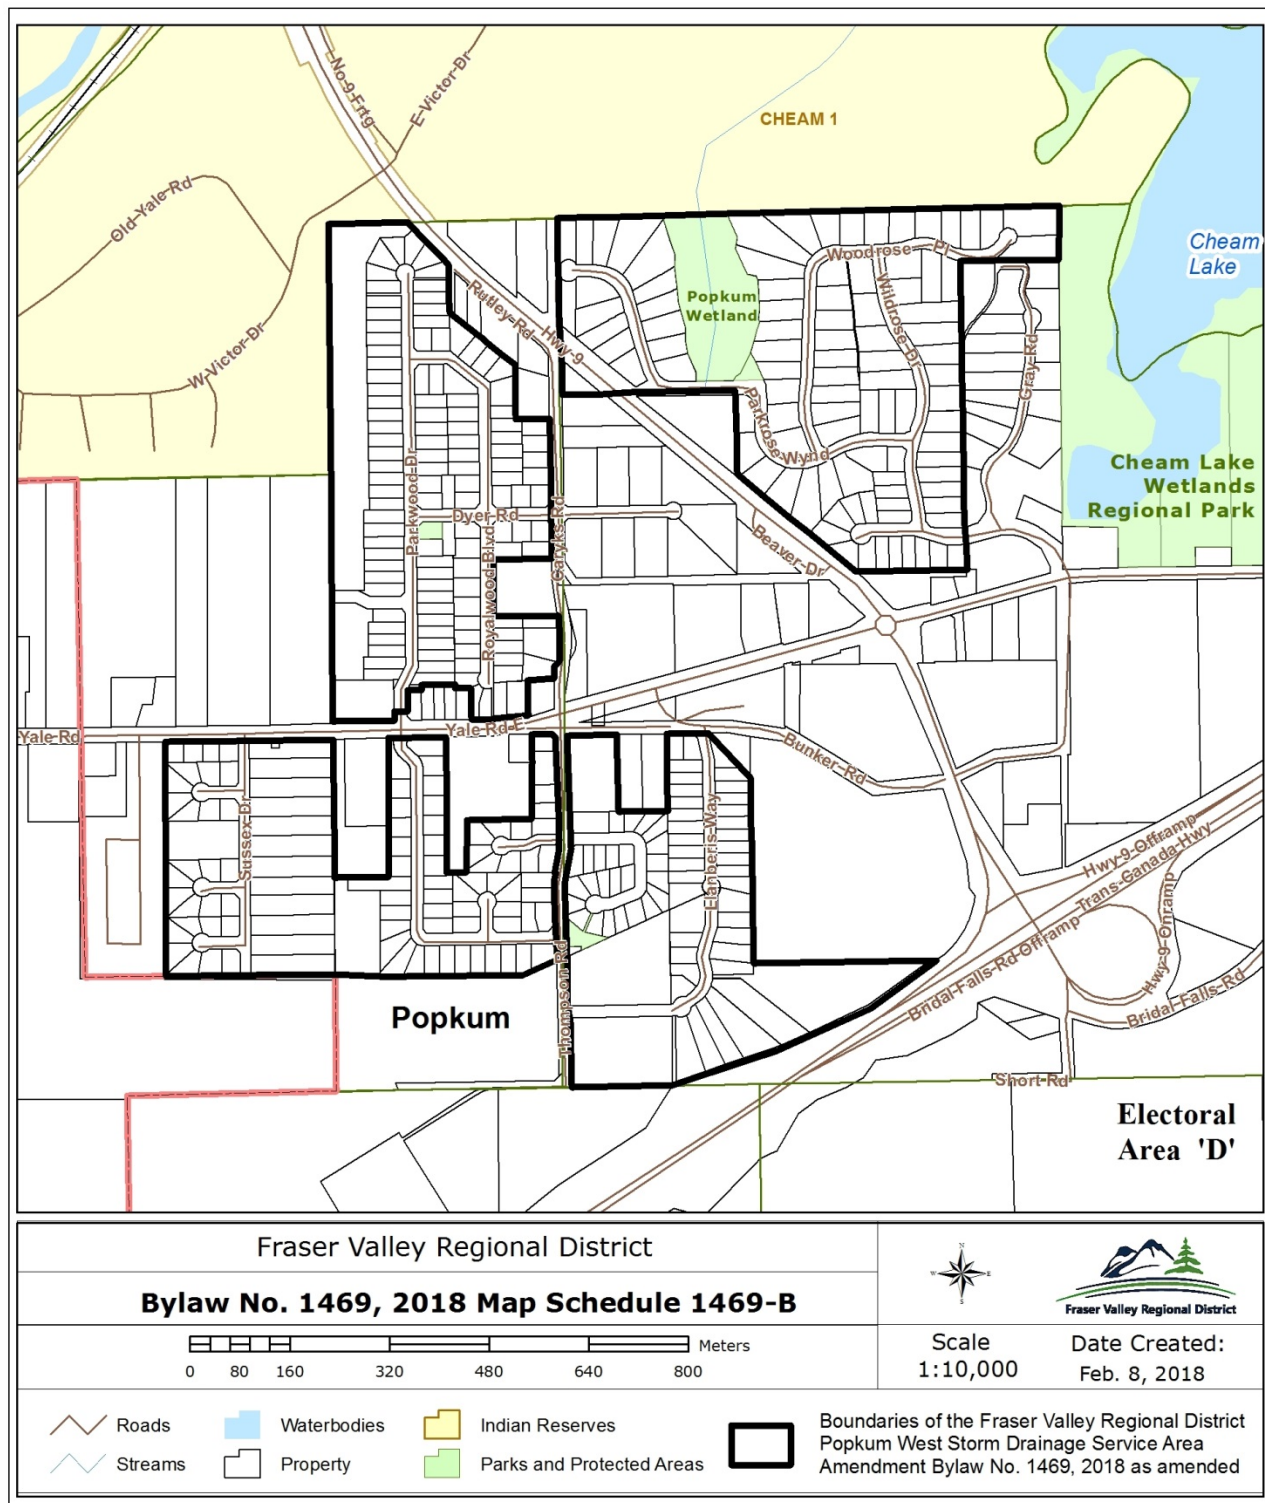 No 9 Frtg
E Victor Dr
CHEAM 1
Old Yale Rd
Cheam
Lake
Woodrose Pl
Popkum
Wetland
Wildrose Dr
Rutley Rd
Hwy 9
W Victor Dr
Gray Rd
Parkrose Wynd
Parkwood Dr
Cheam Lake
Wetlands
Regional Park
Dyer Rd
Caryks Rd
Beaver Dr
Royalwood Blvd
Yale Rd
Yale Rd E
Bunker Rd
Sussex Dr
Llanberis Way
Hwy 9 Offramp
Trans Canada Hwy
Hwy 9 Onramp
Bridal Falls Rd Offramp
Bridal Falls Rd
Thompson Rd
Popkum
Short Rd
Electoral
Area 'D'
Fraser Valley Regional District
Bylaw No. 1469, 2018 Map Schedule 1469-B
N
W E
S
Fraser Valley Regional District
Meters
0 80 160 320 480 640 800
Scale
1:10,000
Date Created:
Feb. 8, 2018
Roads
Waterbodies
Indian Reserves
Streams
Property
Parks and Protected Areas
Boundaries of the Fraser Valley Regional District
Popkum West Storm Drainage Service Area
Amendment Bylaw No. 1469, 2018 as amended